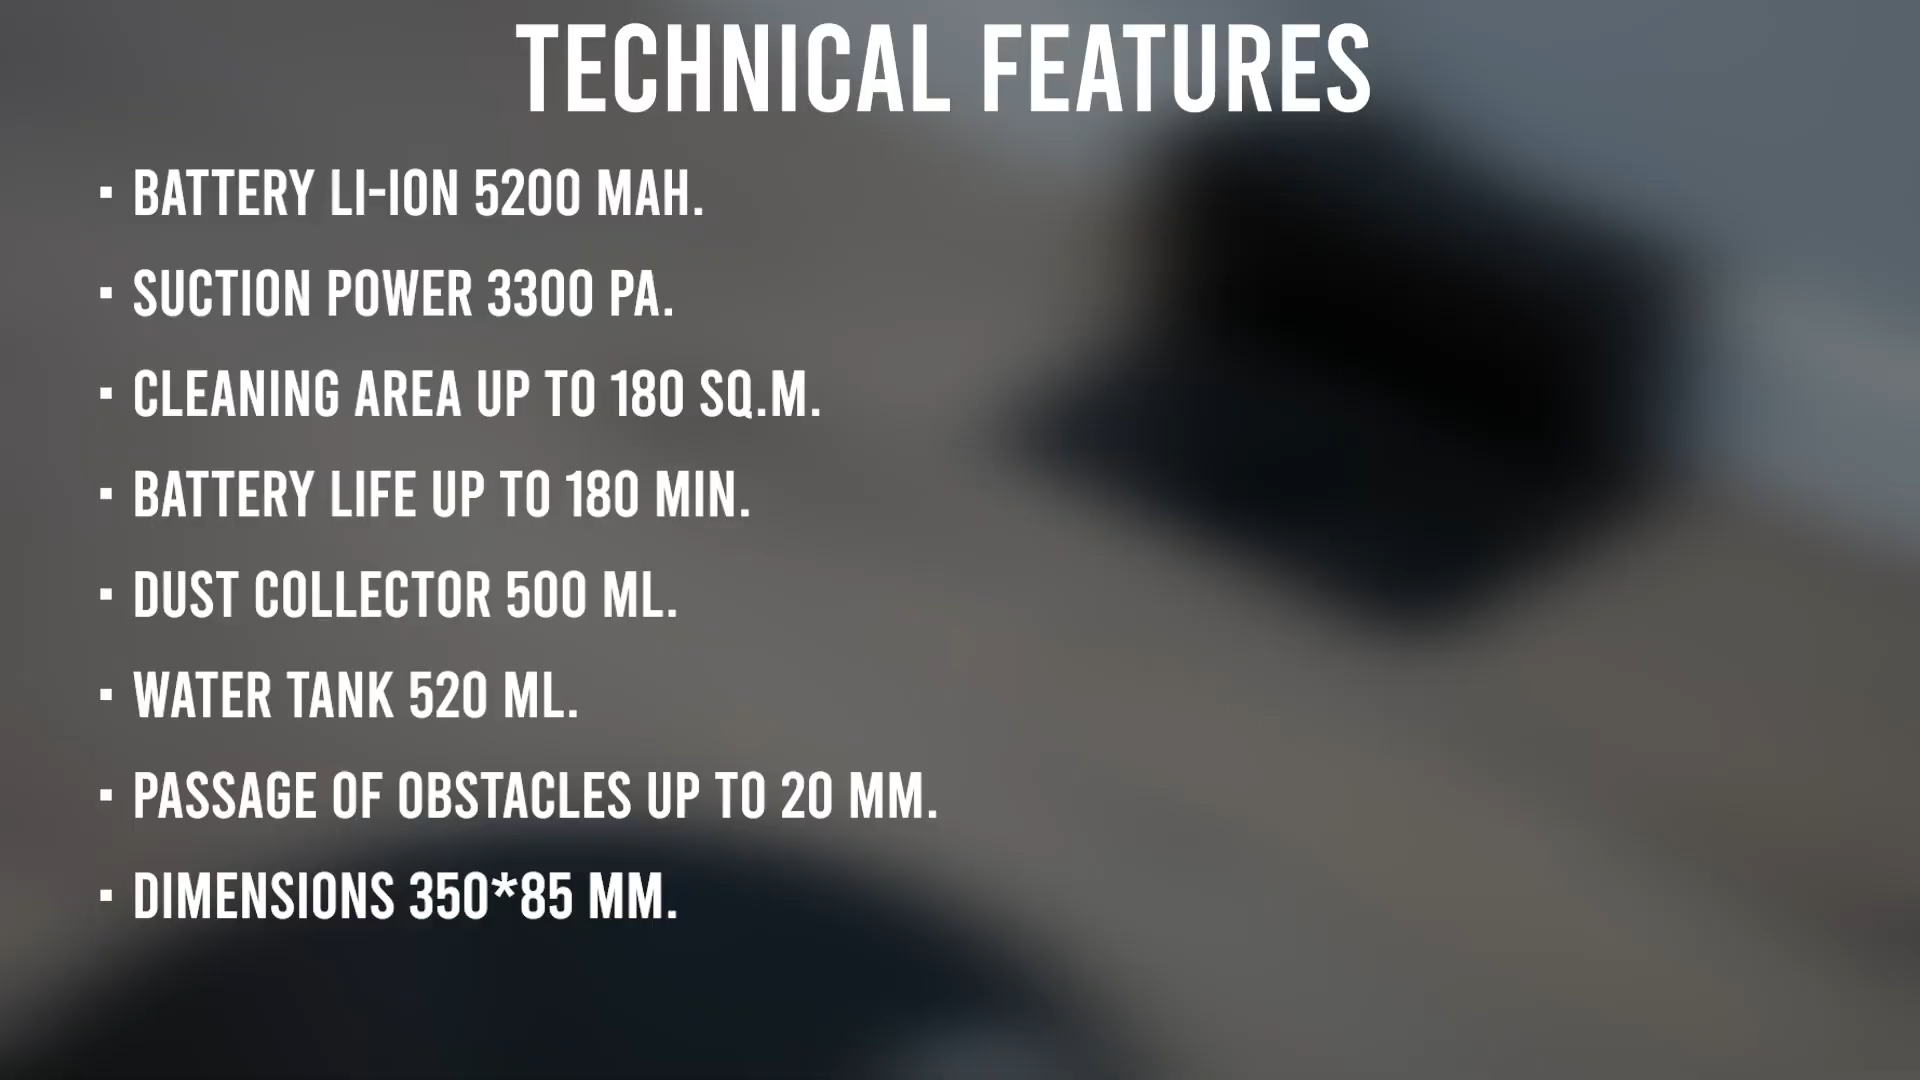 TECHNICAL FEATURES
▪ BATTERY LI-ION 5200 MAH.
▪ SUCTION POWER 3300 PA.
▪ CLEANING AREA UP TO 180 SQ.M.
▪ BATTERY LIFE UP TO 180 MIN.
▪ DUST COLLECTOR 500 ML.
▪ WATER TANK 520 ML.
▪ PASSAGE OF OBSTACLES UP TO 20 MM.
▪ DIMENSIONS 350*85 MM.